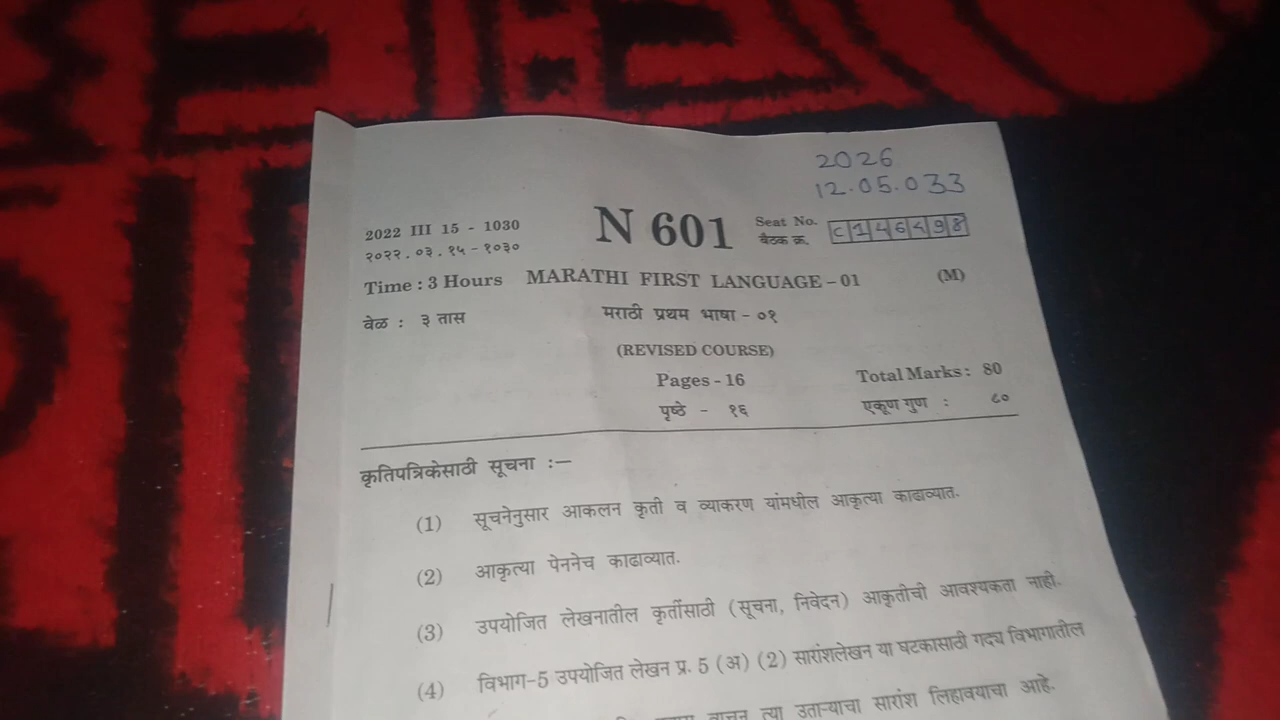 2026
12.05.033
2022 III 15 - 1030
N 601
Seat No.
२०२२.०३.१५ - १०३०
बैठक क्र.
Time : 3 Hours
MARATHI FIRST LANGUAGE - 01
(M)
वेळ : ३ तास
मराठी प्रथम भाषा - ०१
(REVISED COURSE)
Pages - 16
Total Marks : 80
पृष्ठे - १६
एकूण गुण : ८०
कृतिपत्रिकेसाठी सूचना :—
(1) सूचनेनुसार आकलन कृती व व्याकरण यांमधील आकृत्या काढाव्यात.
(2) आकृत्या पेननेच काढाव्यात.
(3) उपयोजित लेखनातील कृतींसाठी (सूचना, निवेदन) आकृतीची आवश्यकता नाही.
(4) विभाग-5 उपयोजित लेखन प्र. 5 (अ) (2) सारांशलेखन या घटकासाठी गद्य विभागातील
वाचून त्या उताऱ्याचा सारांश लिहावयाचा आहे.